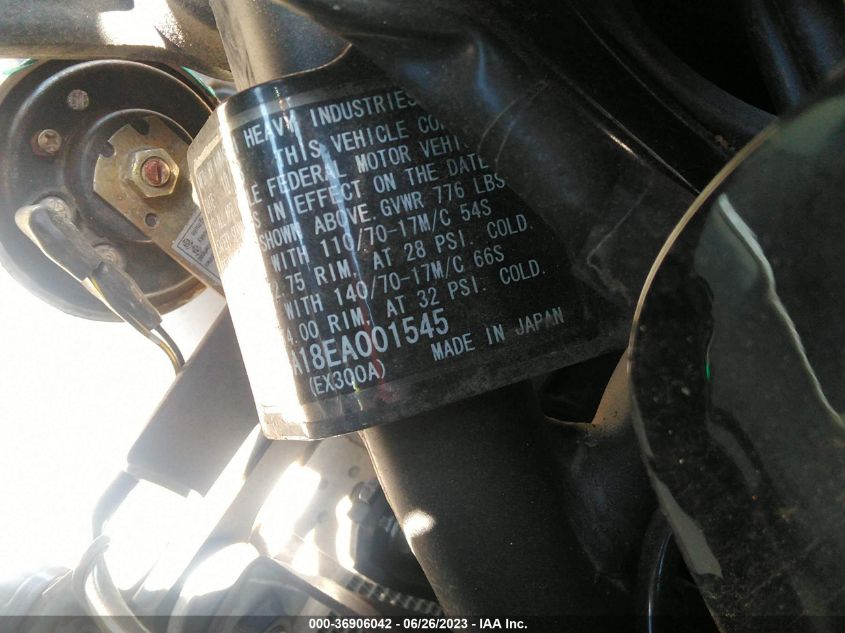 HEAVY INDUSTRIES
THIS VEHICLE
FEDERAL MOTOR
IN EFFECT ON THE DATE
SHOWN ABOVE. GVWR 776 LBS
WITH 110/70-17M/C 54S
2.75 RIM, AT 28 PSI. COLD.
WITH 140/70-17M/C 66S
4.00 RIM, AT 32 PSI. COLD.
A18EA001545
(EX300A) MADE IN JAPAN
000-36906042 / 06/26/2023 - IAA Inc.